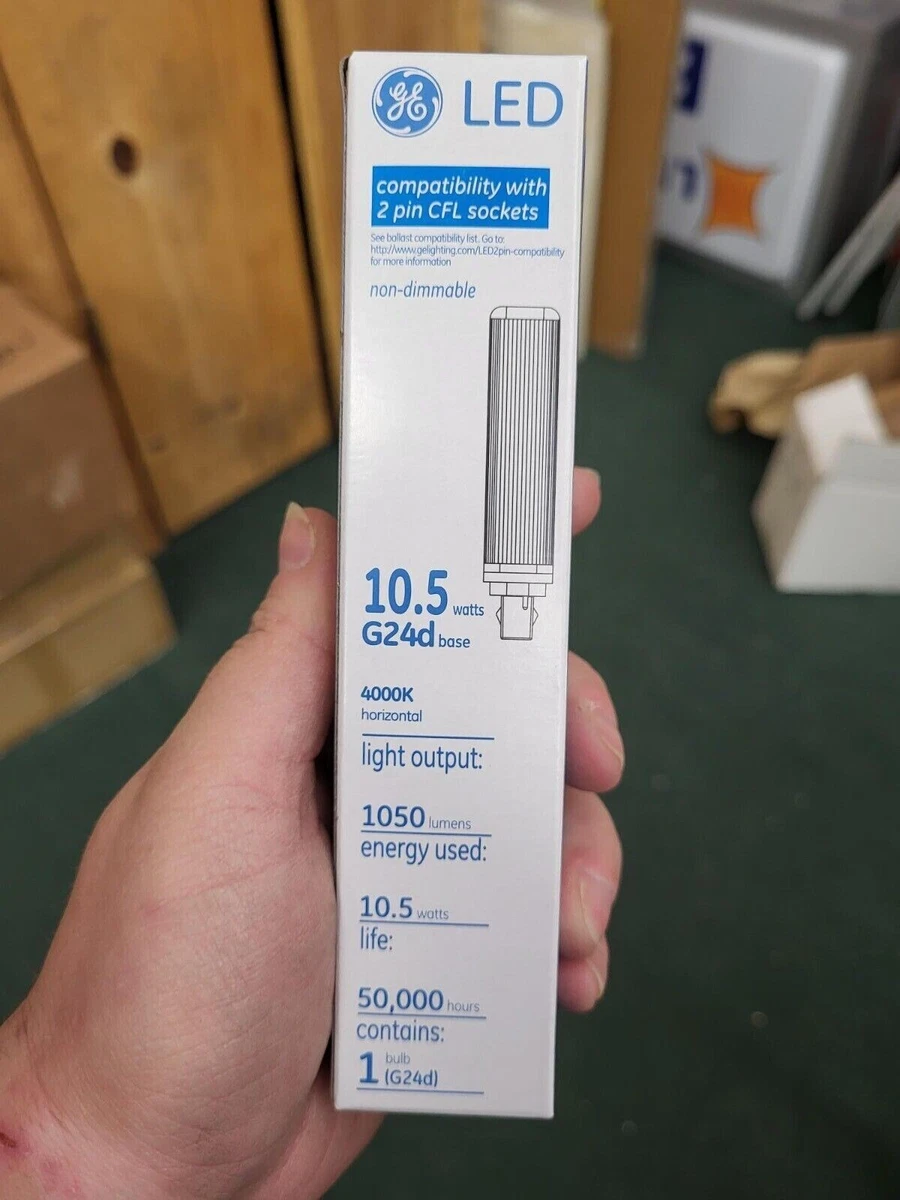 GE LED
compatibility with
2 pin CFL sockets
See ballast compatibility list. Go to:
http://www.gelighting.com/LED2pin-compatibility
for more information
non-dimmable
10.5 watts
G24d base
4000K
horizontal
light output:
1050 lumens
energy used:
10.5 watts
life:
50,000 hours
contains:
1 bulb
(G24d)